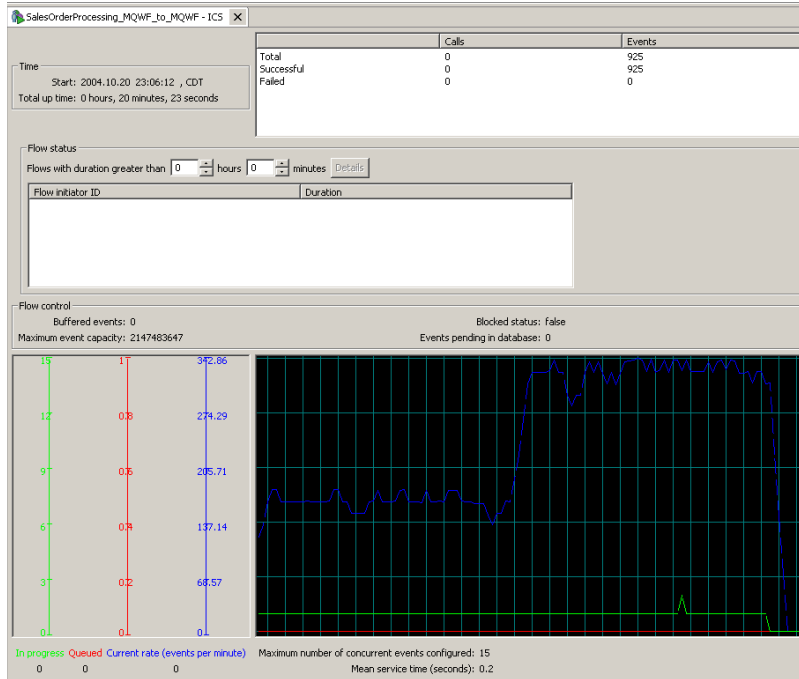 SalesOrderProcessing_MQWF_to_MQWF - ICS X
Calls Events
Total 0 925
Successful 0 925
Failed 0 0
Time
Start: 2004.10.20 23:06:12 , CDT
Total up time: 0 hours, 20 minutes, 23 seconds
Flow status
Flows with duration greater than 0 hours 0 minutes Details
Flow initiator ID Duration
Flow control
Buffered events: 0 Blocked status: false
Maximum event capacity: 2147483647 Events pending in database: 0
15 1 342.86
12 0.8 274.29
9 0.6 205.71
6 0.4 137.14
3 0.2 68.57
0 0 0
In progress Queued Current rate (events per minute) Maximum number of concurrent events configured: 15
0 0 0 Mean service time (seconds): 0.2